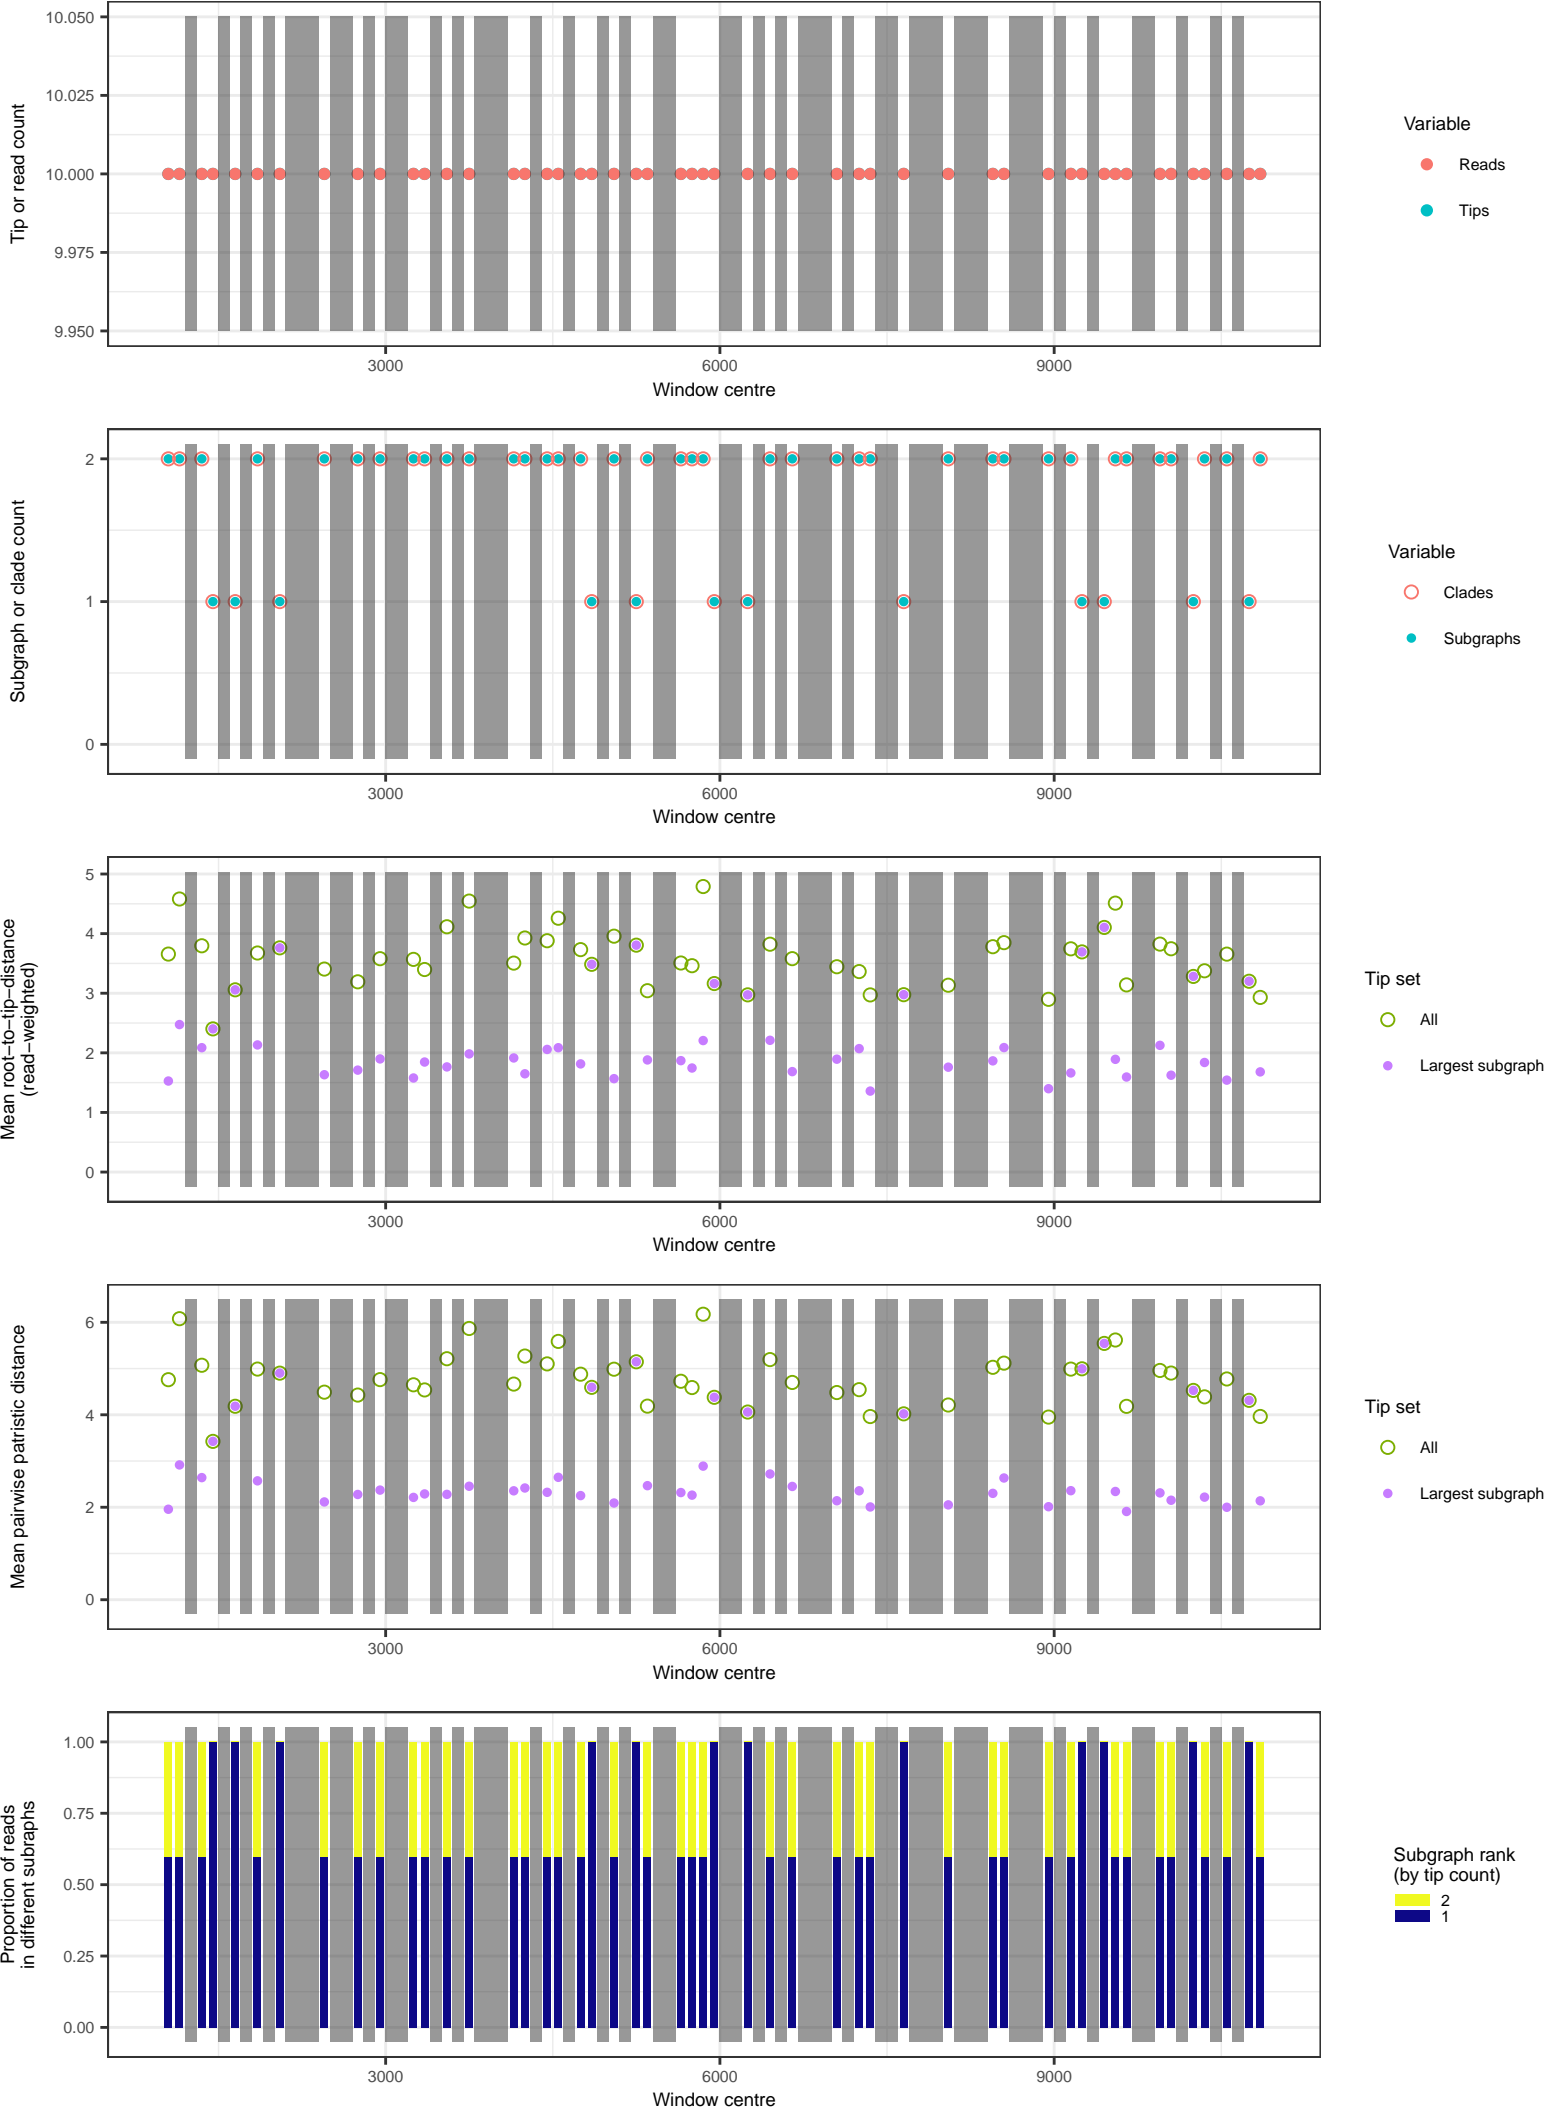 10.050
10.025
10.000
9.975
9.950
Tip or read count
3000
6000
9000
Window centre
Variable
Reads
Tips
2
1
0
Subgraph or clade count
3000
6000
9000
Window centre
Variable
Clades
Subgraphs
5
4
3
2
1
0
Mean root−to−tip−distance
(read−weighted)
3000
6000
9000
Window centre
Tip set
All
Largest subgraph
6
4
2
0
Mean pairwise patristic distance
3000
6000
9000
Window centre
Tip set
All
Largest subgraph
1.00
0.75
0.50
0.25
0.00
Proportion of reads
in different subraphs
3000
6000
9000
Window centre
Subgraph rank
(by tip count)
2
1